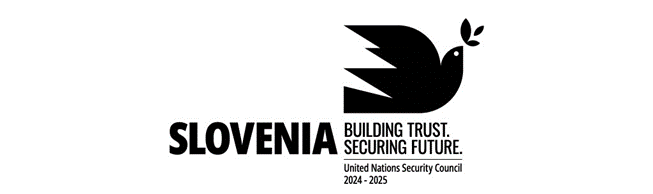 SLOVENIA
BUILDING TRUST.
SECURING FUTURE.
United Nations Security Council
2024 - 2025